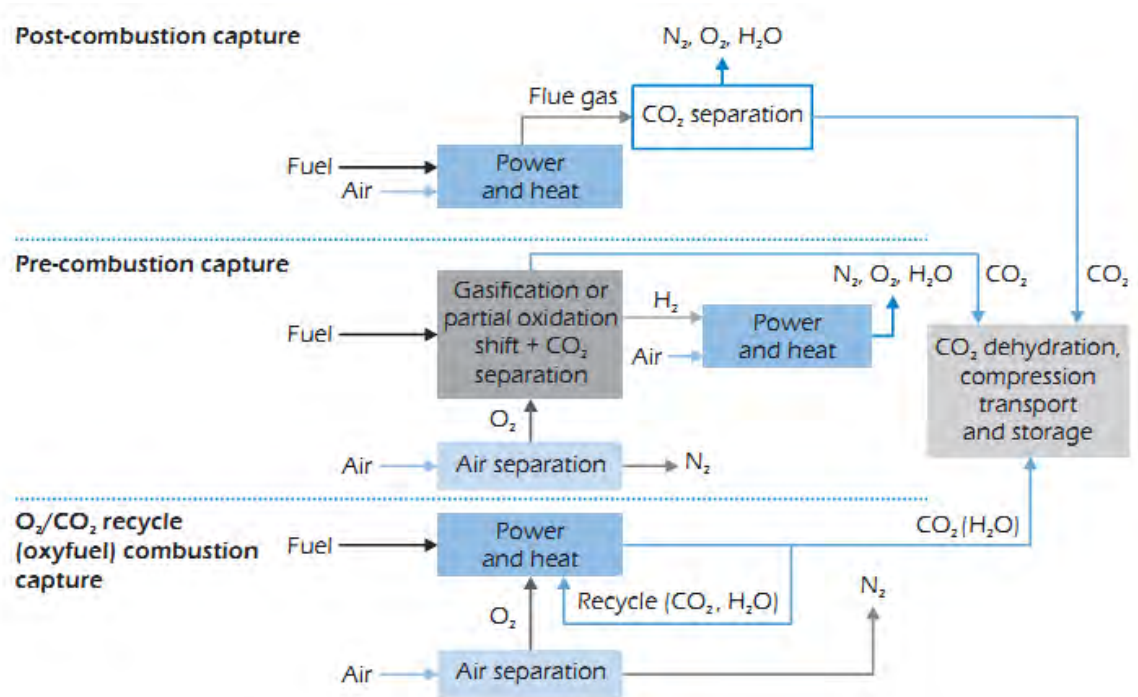 Post-combustion capture
N₂, O₂, H₂O
Flue gas
CO₂ separation
Fuel
Air
Power
and heat
CO₂
CO₂
Pre-combustion capture
Fuel
Gasification or
partial oxidation
shift + CO₂
separation
H₂
Air
Power
and heat
N₂, O₂, H₂O
CO₂ dehydration,
compression
transport
and storage
O₂
Air
Air separation
N₂
O₂/CO₂ recycle
(oxyfuel) combustion
capture
Fuel
Power
and heat
CO₂ (H₂O)
Recycle (CO₂, H₂O)
N₂
O₂
Air
Air separation